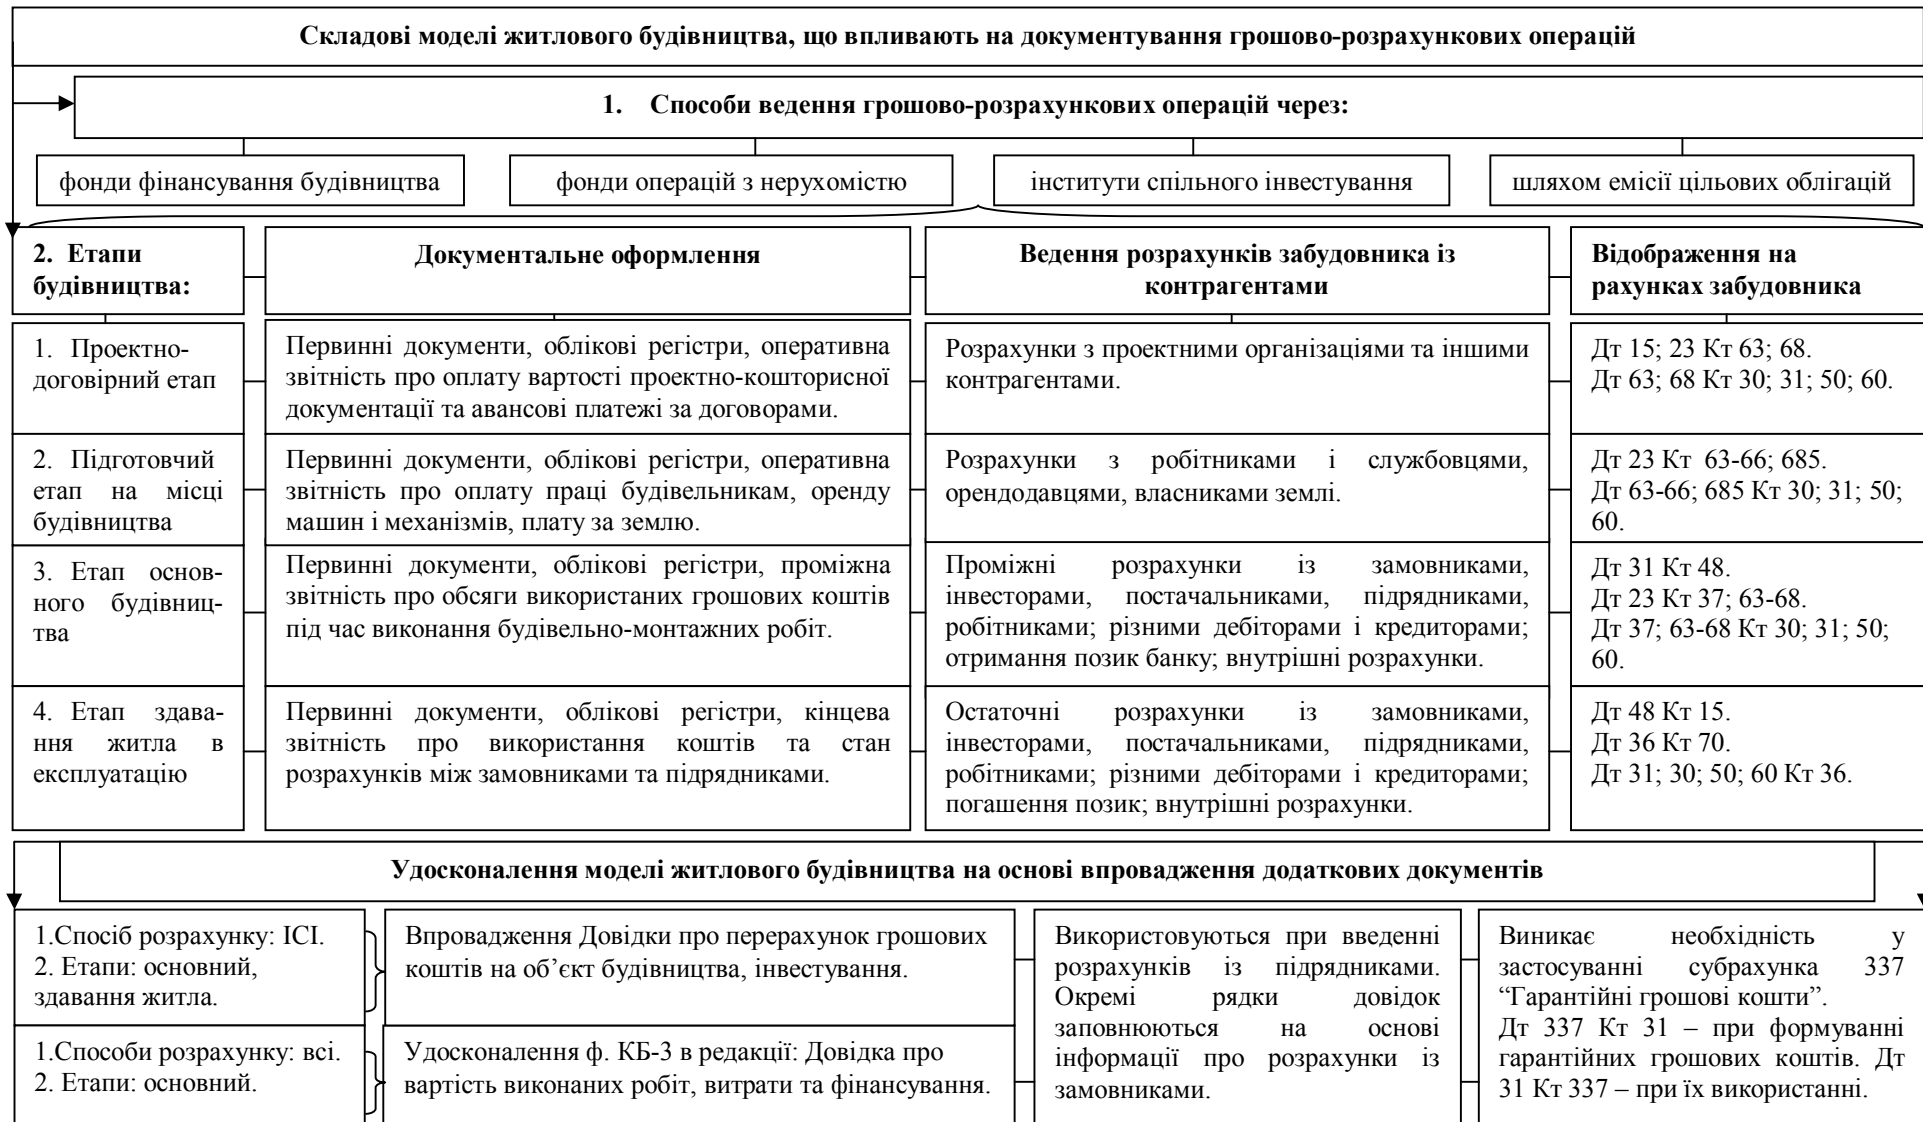 Складові моделі житлового будівництва, що впливають на документування грошово-розрахункових операцій
1. Способи ведення грошово-розрахункових операцій через:
фонди фінансування будівництва
фонди операцій з нерухомістю
інститути спільного інвестування
шляхом емісії цільових облігацій
2. Етапи
будівництва:
Документальне оформлення
Ведення розрахунків забудовника із
контрагентами
Відображення на
рахунках забудовника
1. Проектно-
договірний етап
Первинні документи, облікові регістри, оперативна
звітність про оплату вартості проектно-кошторисної
документації та авансові платежі за договорами.
Розрахунки з проектними організаціями та іншими
контрагентами.
Дт 15; 23 Кт 63; 68.
Дт 63; 68 Кт 30; 31; 50; 60.
2. Підготовчий
етап на місці
будівництва
Первинні документи, облікові регістри, оперативна
звітність про оплату праці будівельникам, оренду
машин і механізмів, плату за землю.
Розрахунки з робітниками і службовцями,
орендодавцями, власниками землі.
Дт 23 Кт 63-66; 685.
Дт 63-66; 685 Кт 30; 31; 50;
60.
3. Етап основ-
ного будівниц-
тва
Первинні документи, облікові регістри, проміжна
звітність про обсяги використаних грошових коштів
під час виконання будівельно-монтажних робіт.
Проміжні розрахунки із замовниками,
інвесторами, постачальниками, підрядниками,
робітниками; різними дебіторами і кредиторами;
отримання позик банку; внутрішні розрахунки.
Дт 31 Кт 48.
Дт 23 Кт 37; 63-68.
Дт 37; 63-68 Кт 30; 31; 50;
60.
4. Етап здава-
ння житла в
експлуатацію
Первинні документи, облікові регістри, кінцева
звітність про використання коштів та стан
розрахунків між замовниками та підрядниками.
Остаточні розрахунки із замовниками,
інвесторами, постачальниками, підрядниками,
робітниками; різними дебіторами і кредиторами;
погашення позик; внутрішні розрахунки.
Дт 48 Кт 15.
Дт 36 Кт 70.
Дт 31; 30; 50; 60 Кт 36.
Удосконалення моделі житлового будівництва на основі впровадження додаткових документів
1.Спосіб розрахунку: ІСІ.
2. Етапи: основний,
здавання житла.
Впровадження Довідки про перерахунок грошових
коштів на об’єкт будівництва, інвестування.
1.Способи розрахунку: всі.
2. Етапи: основний.
Удосконалення ф. КБ-3 в редакції: Довідка про
вартість виконаних робіт, витрати та фінансування.
Використовуються при введенні
розрахунків із підрядниками.
Окремі рядки довідок
заповнюються на основі
інформації про розрахунки із
замовниками.
Виникає необхідність у
застосуванні субрахунка 337
“Гарантійні грошові кошти”.
Дт 337 Кт 31 – при формуванні
гарантійних грошових коштів. Дт
31 Кт 337 – при їх використанні.